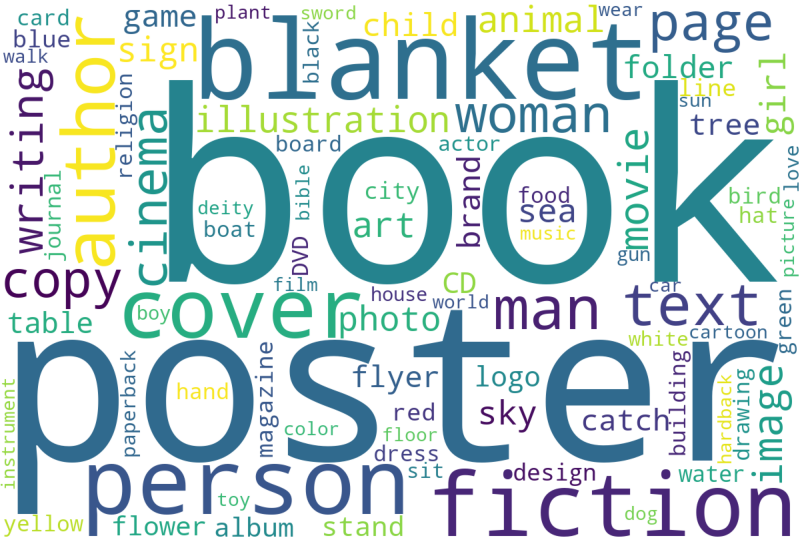 card
game
plant
sword
wear
child
animal
page
blue
sign
black
blanket
folder
walk
author
line
girl
writing
religion
cinema
illustration
woman
sun
tree
book
board
actor
movie
love
journal
bible
city
brand
food
bird
deity
art
sea
hat
boat
music
picture
DVD
gun
copy
film
CD
car
house
man
text
green
cover
boy
photo
world
table
white
cartoon
poster
paperback
magazine
flyer
logo
building
image
instrument
hand
red
sky
catch
hardback
drawing
color
floor
dress
person
sit
design
water
toy
fiction
dog
yellow
flower
album
stand